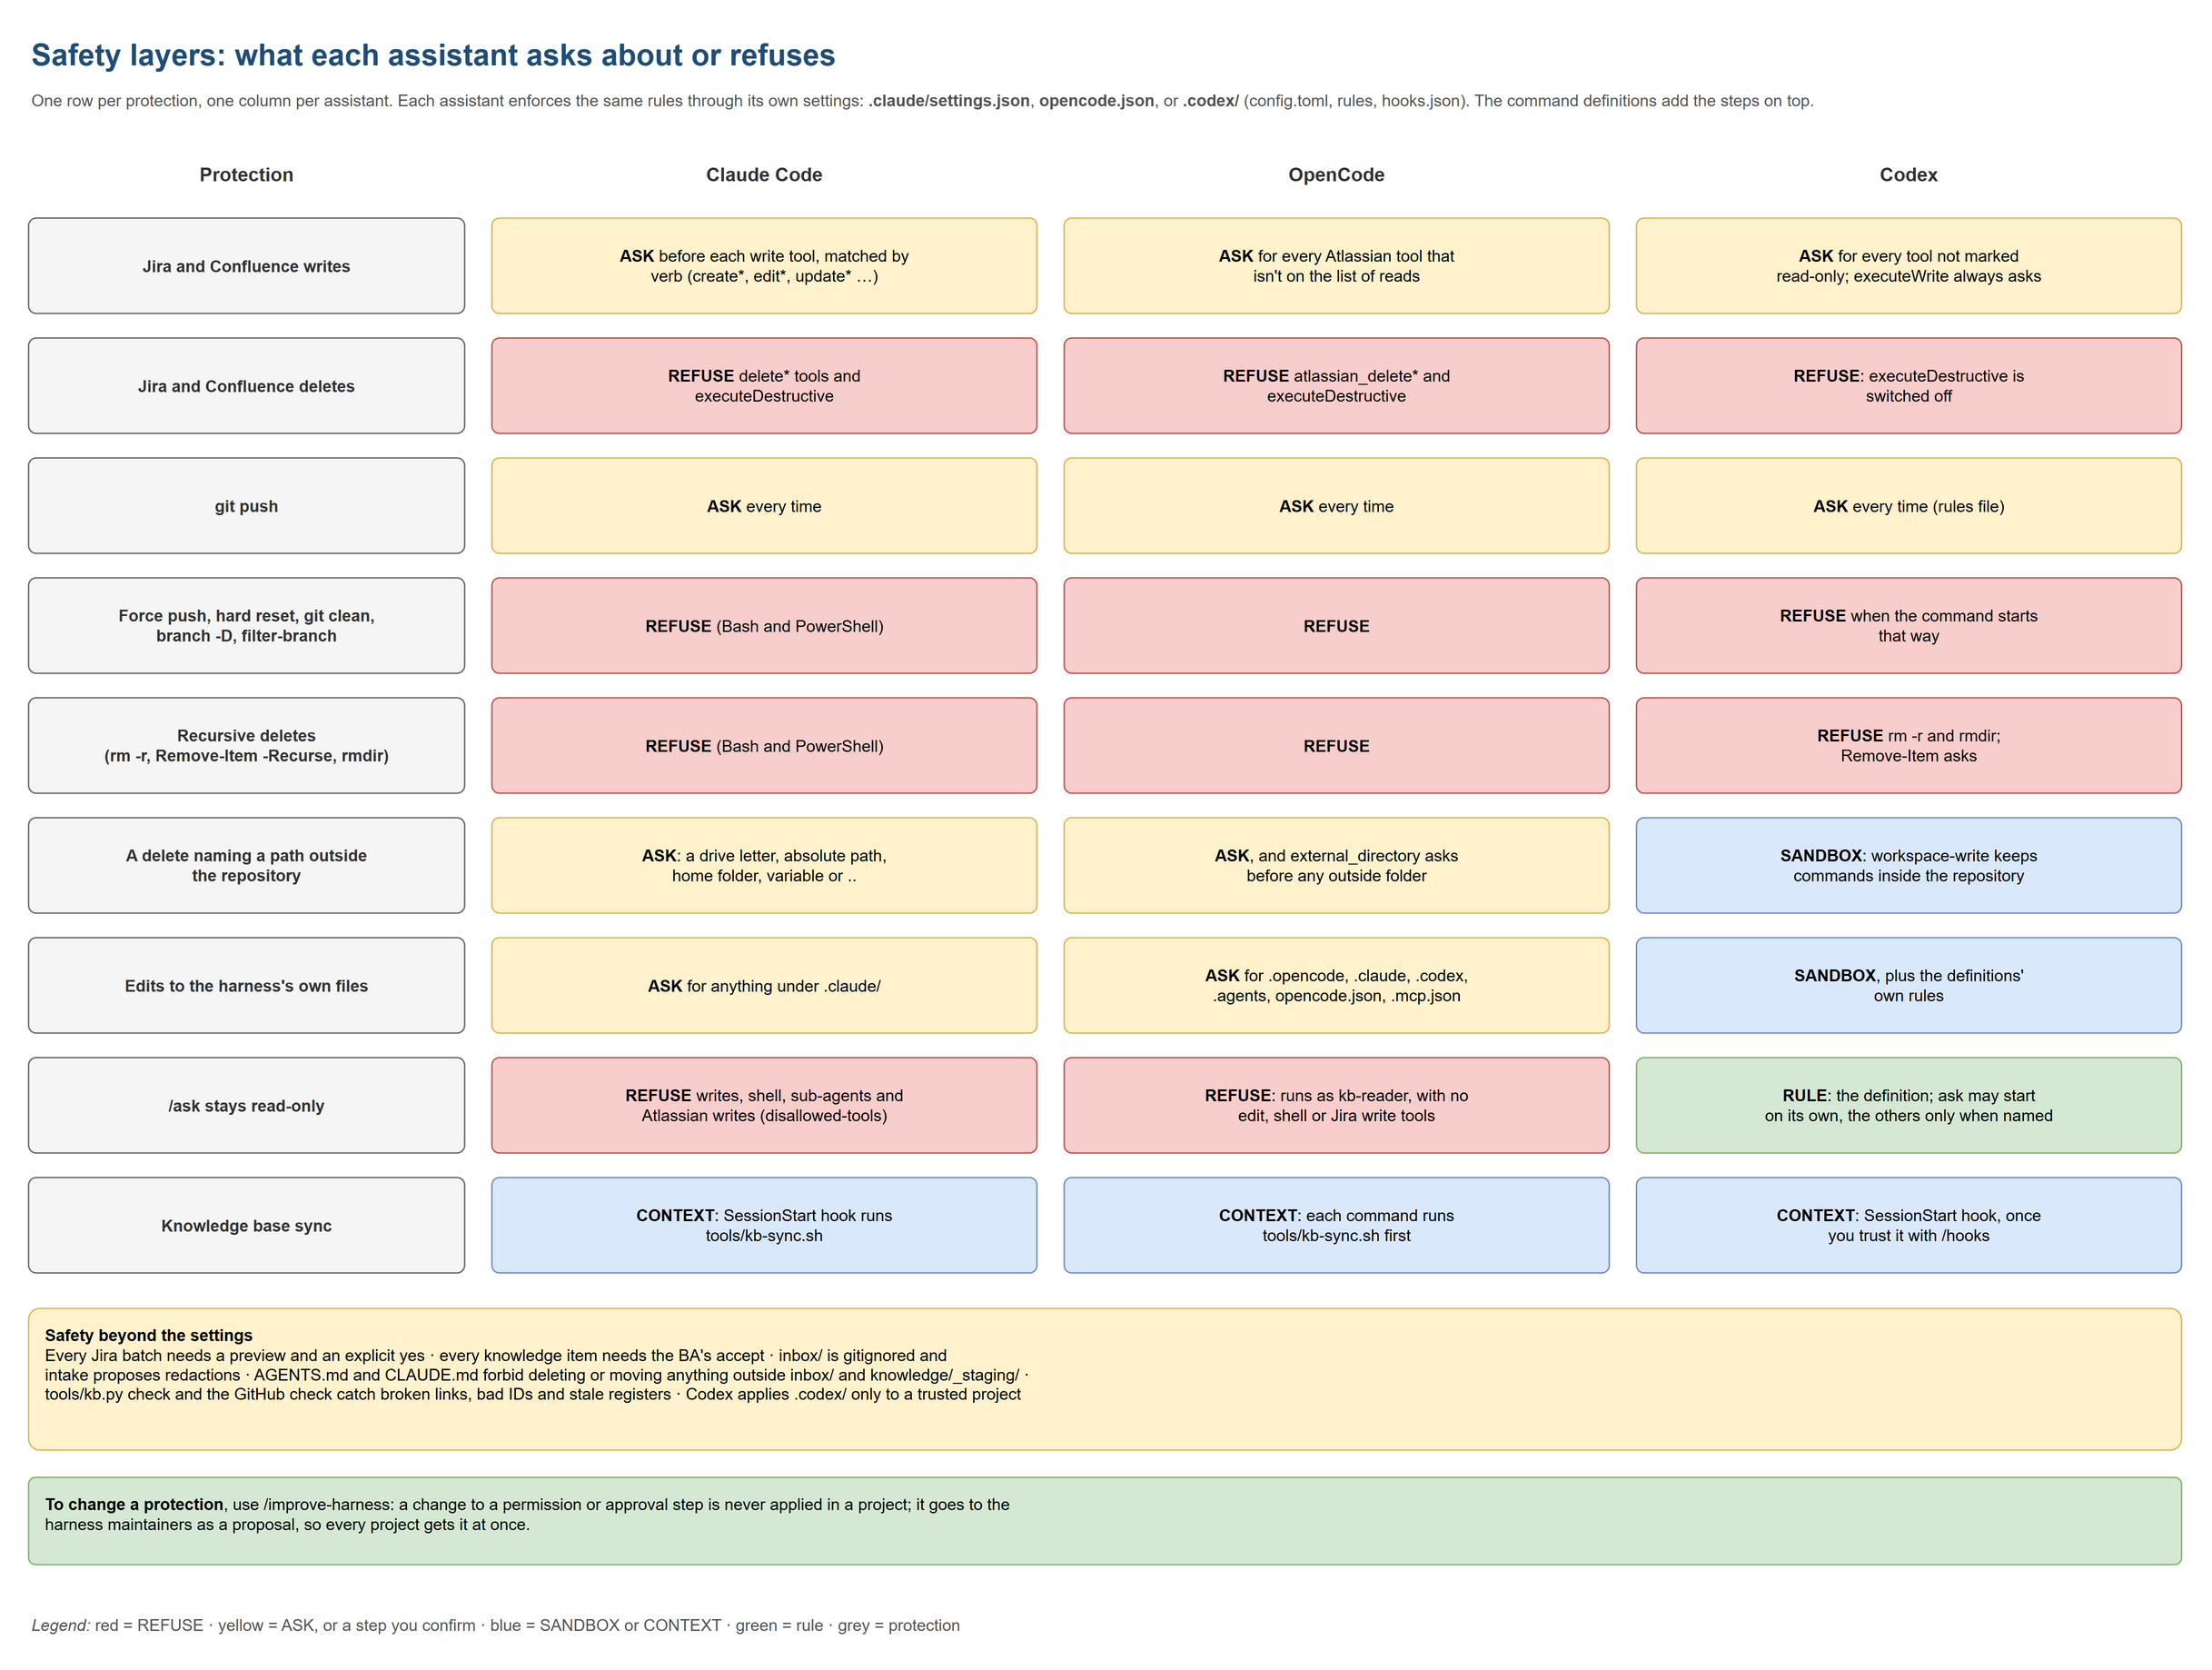 Safety layers: what each assistant asks about or refuses
One row per protection, one column per assistant. Each assistant enforces the same rules through its own settings: .claude/settings.json, opencode.json, or .codex/ (config.toml, rules, hooks.json). The command definitions add the steps on top.
Protection
Claude Code
OpenCode
Codex
Jira and Confluence writes
ASK before each write tool, matched by
verb (create*, edit*, update* …)
ASK for every Atlassian tool that
isn't on the list of reads
ASK for every tool not marked
read-only; executeWrite always asks
Jira and Confluence deletes
REFUSE delete* tools and
executeDestructive
REFUSE atlassian_delete* and
executeDestructive
REFUSE: executeDestructive is
switched off
git push
ASK every time
ASK every time
ASK every time (rules file)
Force push, hard reset, git clean,
branch -D, filter-branch
REFUSE (Bash and PowerShell)
REFUSE
REFUSE when the command starts
that way
Recursive deletes
(rm -r, Remove-Item -Recurse, rmdir)
REFUSE (Bash and PowerShell)
REFUSE
REFUSE rm -r and rmdir;
Remove-Item asks
A delete naming a path outside
the repository
ASK: a drive letter, absolute path,
home folder, variable or ..
ASK, and external_directory asks
before any outside folder
SANDBOX: workspace-write keeps
commands inside the repository
Edits to the harness's own files
ASK for anything under .claude/
ASK for .opencode, .claude, .codex,
.agents, opencode.json, .mcp.json
SANDBOX, plus the definitions'
own rules
/ask stays read-only
REFUSE writes, shell, sub-agents and
Atlassian writes (disallowed-tools)
REFUSE: runs as kb-reader, with no
edit, shell or Jira write tools
RULE: the definition; ask may start
on its own, the others only when named
Knowledge base sync
CONTEXT: SessionStart hook runs
tools/kb-sync.sh
CONTEXT: each command runs
tools/kb-sync.sh first
CONTEXT: SessionStart hook, once
you trust it with /hooks
Safety beyond the settings
Every Jira batch needs a preview and an explicit yes · every knowledge item needs the BA's accept · inbox/ is gitignored and
intake proposes redactions · AGENTS.md and CLAUDE.md forbid deleting or moving anything outside inbox/ and knowledge/_staging/ ·
tools/kb.py check and the GitHub check catch broken links, bad IDs and stale registers · Codex applies .codex/ only to a trusted project
To change a protection, use /improve-harness: a change to a permission or approval step is never applied in a project; it goes to the
harness maintainers as a proposal, so every project gets it at once.
Legend: red = REFUSE · yellow = ASK, or a step you confirm · blue = SANDBOX or CONTEXT · green = rule · grey = protection